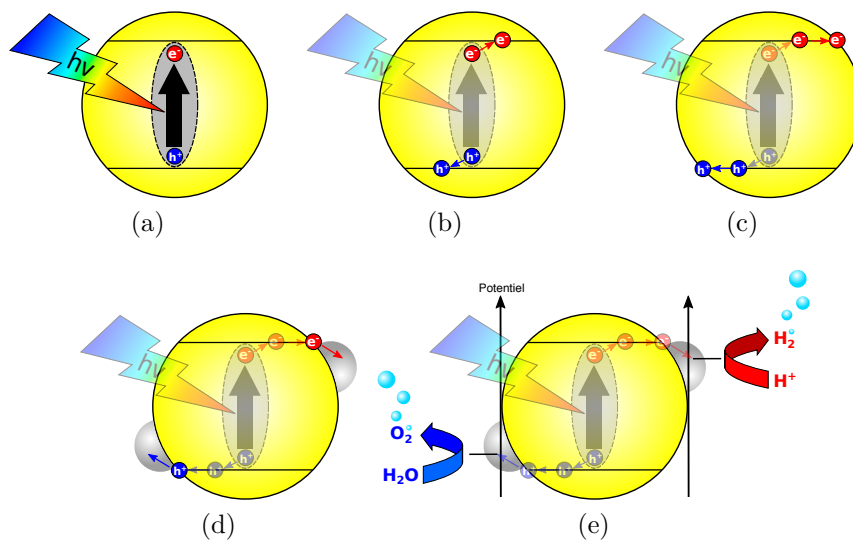 hν
e⁻
h⁺
(a)
hν
e⁻
e⁻
h⁺
h⁺
(b)
hν
e⁻
e⁻
e⁻
h⁺
h⁺
h⁺
(c)
hν
e⁻
e⁻
e⁻
h⁺
h⁺
h⁺
(d)
Potentiel
hν
e⁻
e⁻
e⁻
H₂
H⁺
O₂
H₂O
h⁺
h⁺
h⁺
(e)